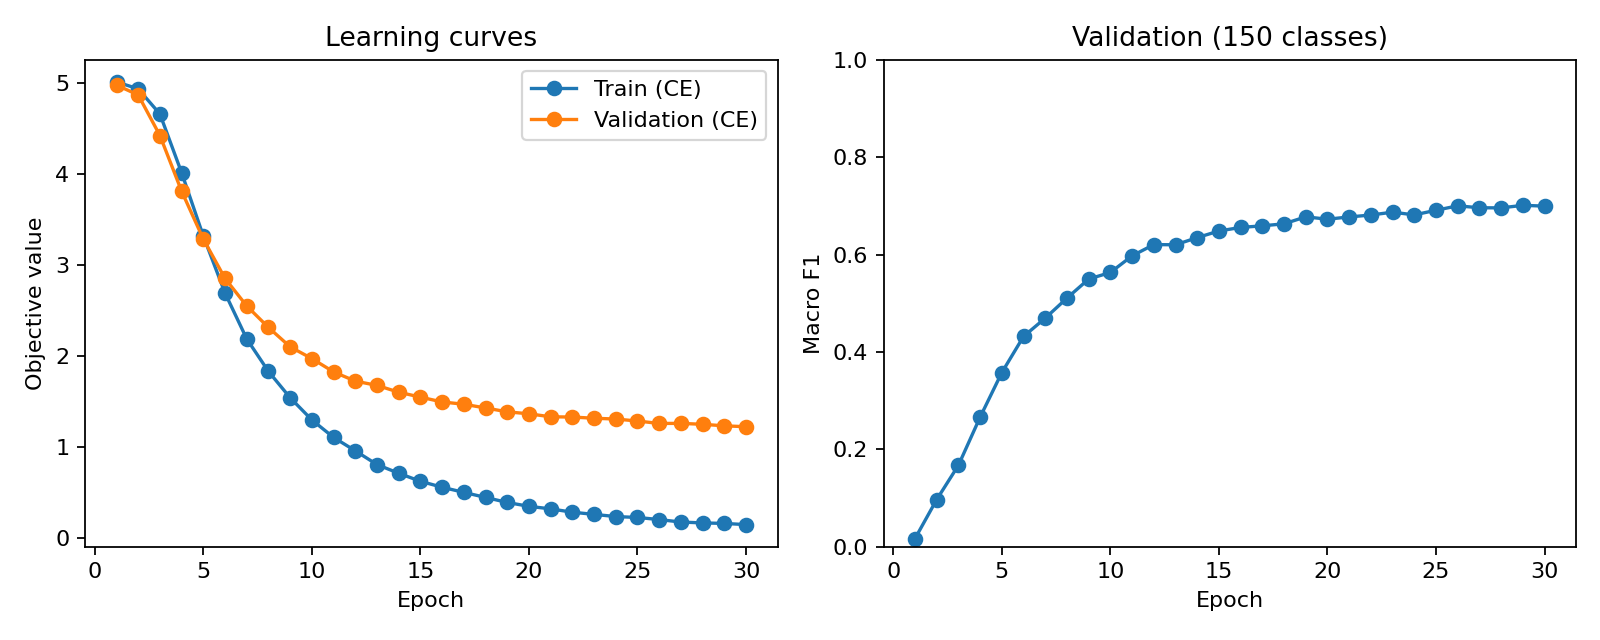 Learning curves
Train (CE)
Validation (CE)
Objective value
5
4
3
2
1
0
0 5 10 15 20 25 30
Epoch
Validation (150 classes)
Macro F1
1.0
0.8
0.6
0.4
0.2
0.0
0 5 10 15 20 25 30
Epoch